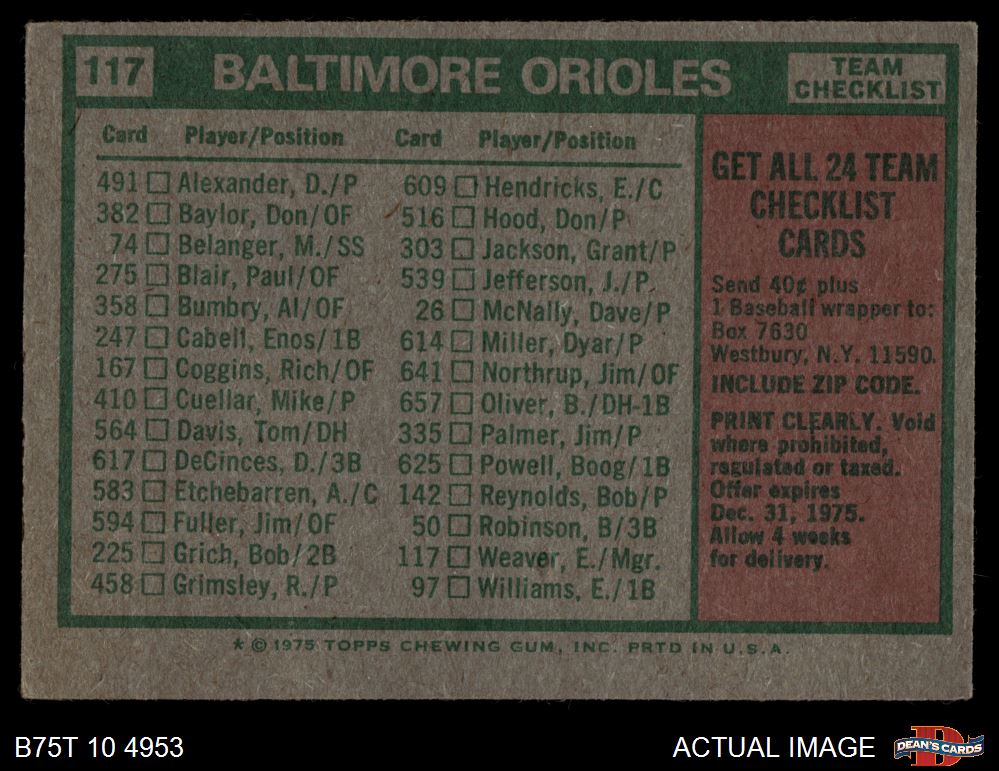 117 BALTIMORE ORIOLES TEAM CHECKLIST
Card Player/Position
491 Alexander, D./P
382 Baylor, Don/OF
74 Belanger, M./SS
275 Blair, Paul/OF
358 Bumbry, Al/OF
247 Cabell, Enos/1B
167 Coggins, Rich/OF
410 Cuellar, Mike/P
564 Davis, Tom/DH
617 DeCinces, D./3B
583 Etchebarren, A./C
594 Fuller, Jim/OF
225 Grich, Bob/2B
458 Grimsley, R./P
Card Player/Position
609 Hendricks, E./C
516 Hood, Don/P
303 Jackson, Grant/P
539 Jefferson, J./P.
26 McNally, Dave/P
614 Miller, Dyar/P
641 Northrup, Jim/OF
657 Oliver, B./DH-1B
335 Palmer, Jim/P
625 Powell, Boog/1B
142 Reynolds, Bob/P
50 Robinson, B/3B
117 Weaver, E./Mgr.
97 Williams, E./1B
GET ALL 24 TEAM
CHECKLIST
CARDS
Send 40¢ plus
1 Baseball wrapper to:
Box 7630
Westbury, N.Y. 11590.
INCLUDE ZIP CODE.
PRINT CLEARLY. Void
where prohibited,
regulated or taxed.
Offer expires
Dec. 31, 1975.
Allow 4 weeks
for delivery.
* © 1975 TOPPS CHEWING GUM, INC. PRTD IN U.S.A.
B75T 10 4953
ACTUAL IMAGE
D
DEAN'S CARDS